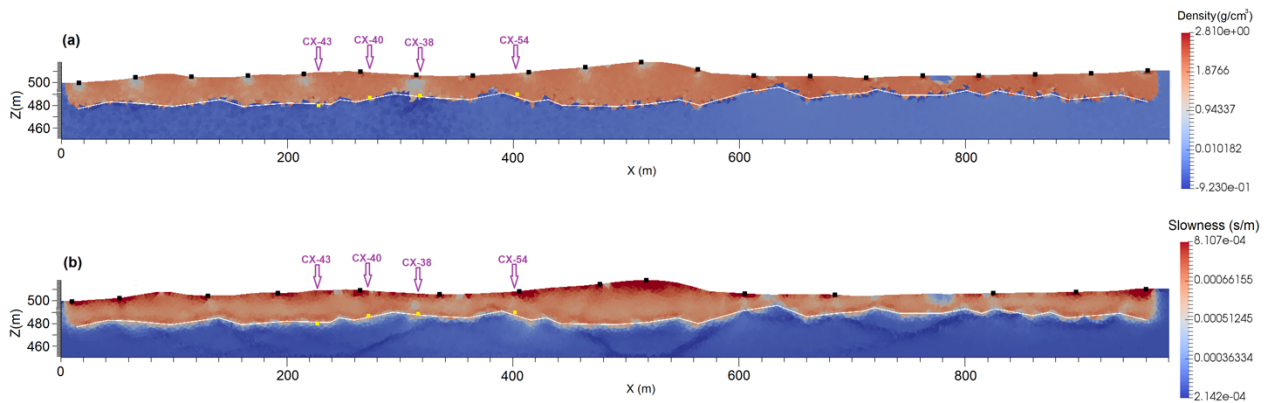 (a)
CX-43
CX-40
CX-38
CX-54
Z(m)
500
480
460
0
200
400
600
800
X (m)
Density(g/cm³)
2.810e+00
1.8766
0.94337
0.010182
-9.230e-01
(b)
CX-43
CX-40
CX-38
CX-54
Z(m)
500
480
460
0
200
400
600
800
X (m)
Slowness (s/m)
8.107e-04
0.00066155
0.00051245
0.00036334
2.142e-04